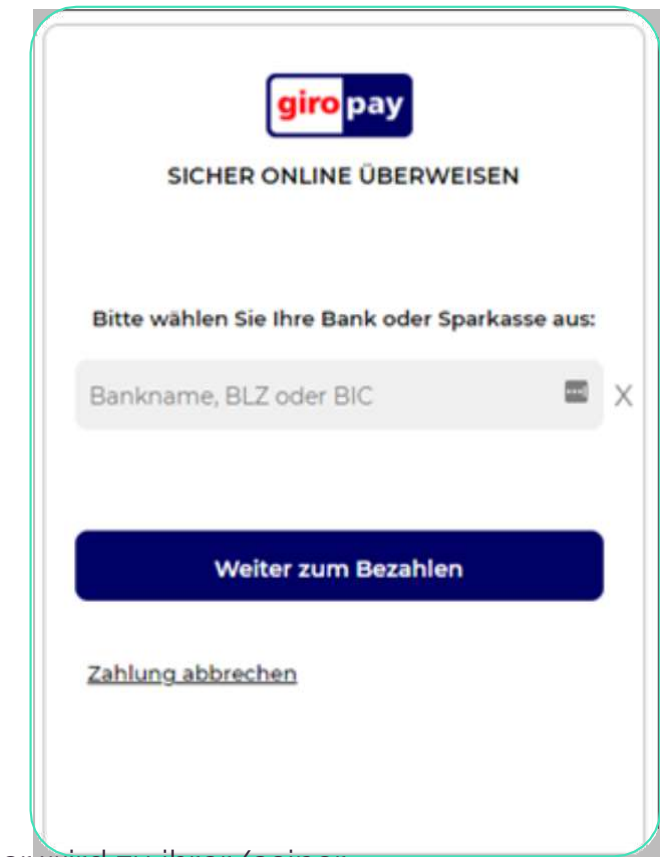 giropay
SICHER ONLINE ÜBERWEISEN
Bitte wählen Sie Ihre Bank oder Sparkasse aus:
Bankname, BLZ oder BIC
X
Weiter zum Bezahlen
Zahlung abbrechen